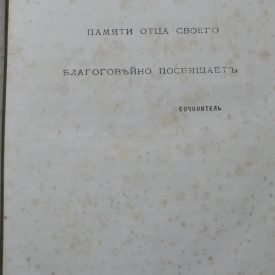 ПАМЯТИ ОТЦА СВОЕГО
БЛАГОГОВѢЙНО ПОСВЯЩАЕТЪ
СОЧИНИТЕЛЬ